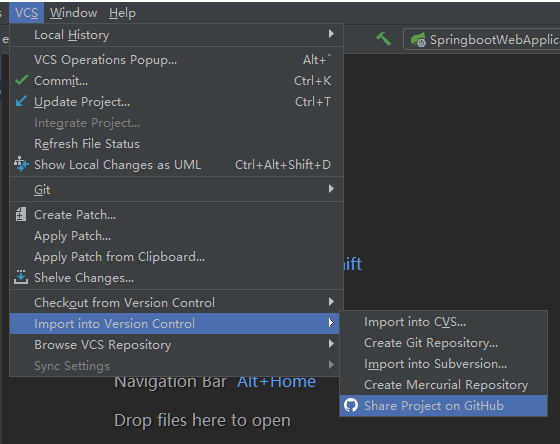 VCS Window Help
SpringbootWebApplic
Local History
VCS Operations Popup... Alt+`
Commit... Ctrl+K
Update Project... Ctrl+T
Integrate Project...
Refresh File Status
Show Local Changes as UML Ctrl+Alt+Shift+D
Git
Create Patch...
Apply Patch...
Apply Patch from Clipboard...
Shelve Changes...
hift
Checkout from Version Control
Import into Version Control
Browse VCS Repository
Sync Settings
Import into CVS...
Create Git Repository...
Import into Subversion...
Create Mercurial Repository
Share Project on GitHub
Navigation Bar Alt+Home
Drop files here to open